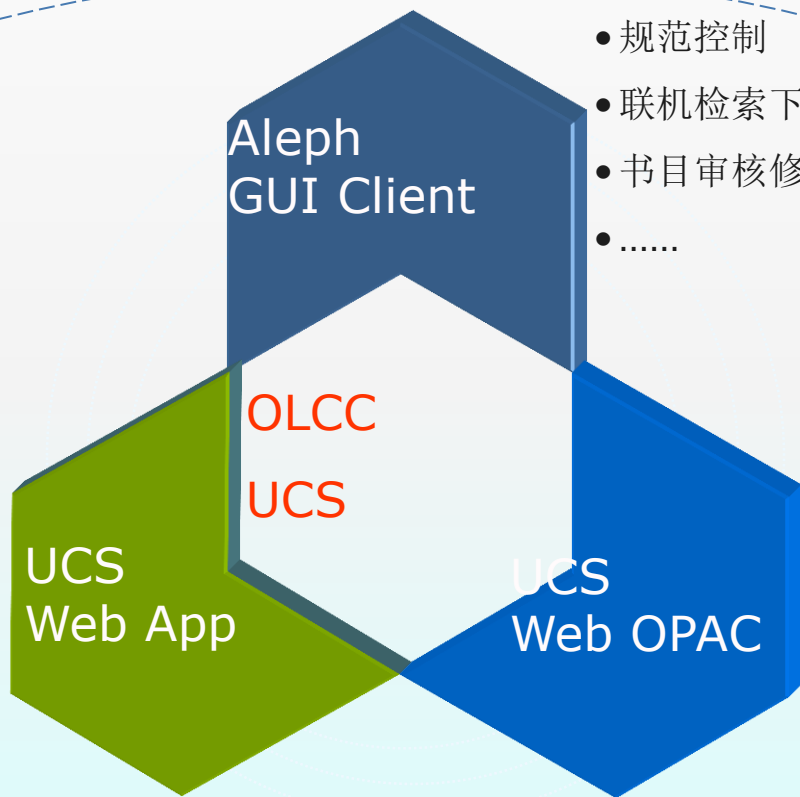 Aleph
GUI Client
• 规范控制
• 联机检索下
• 书目审核修
• ......
OLCC
UCS
UCS
Web App
UCS
Web OPAC